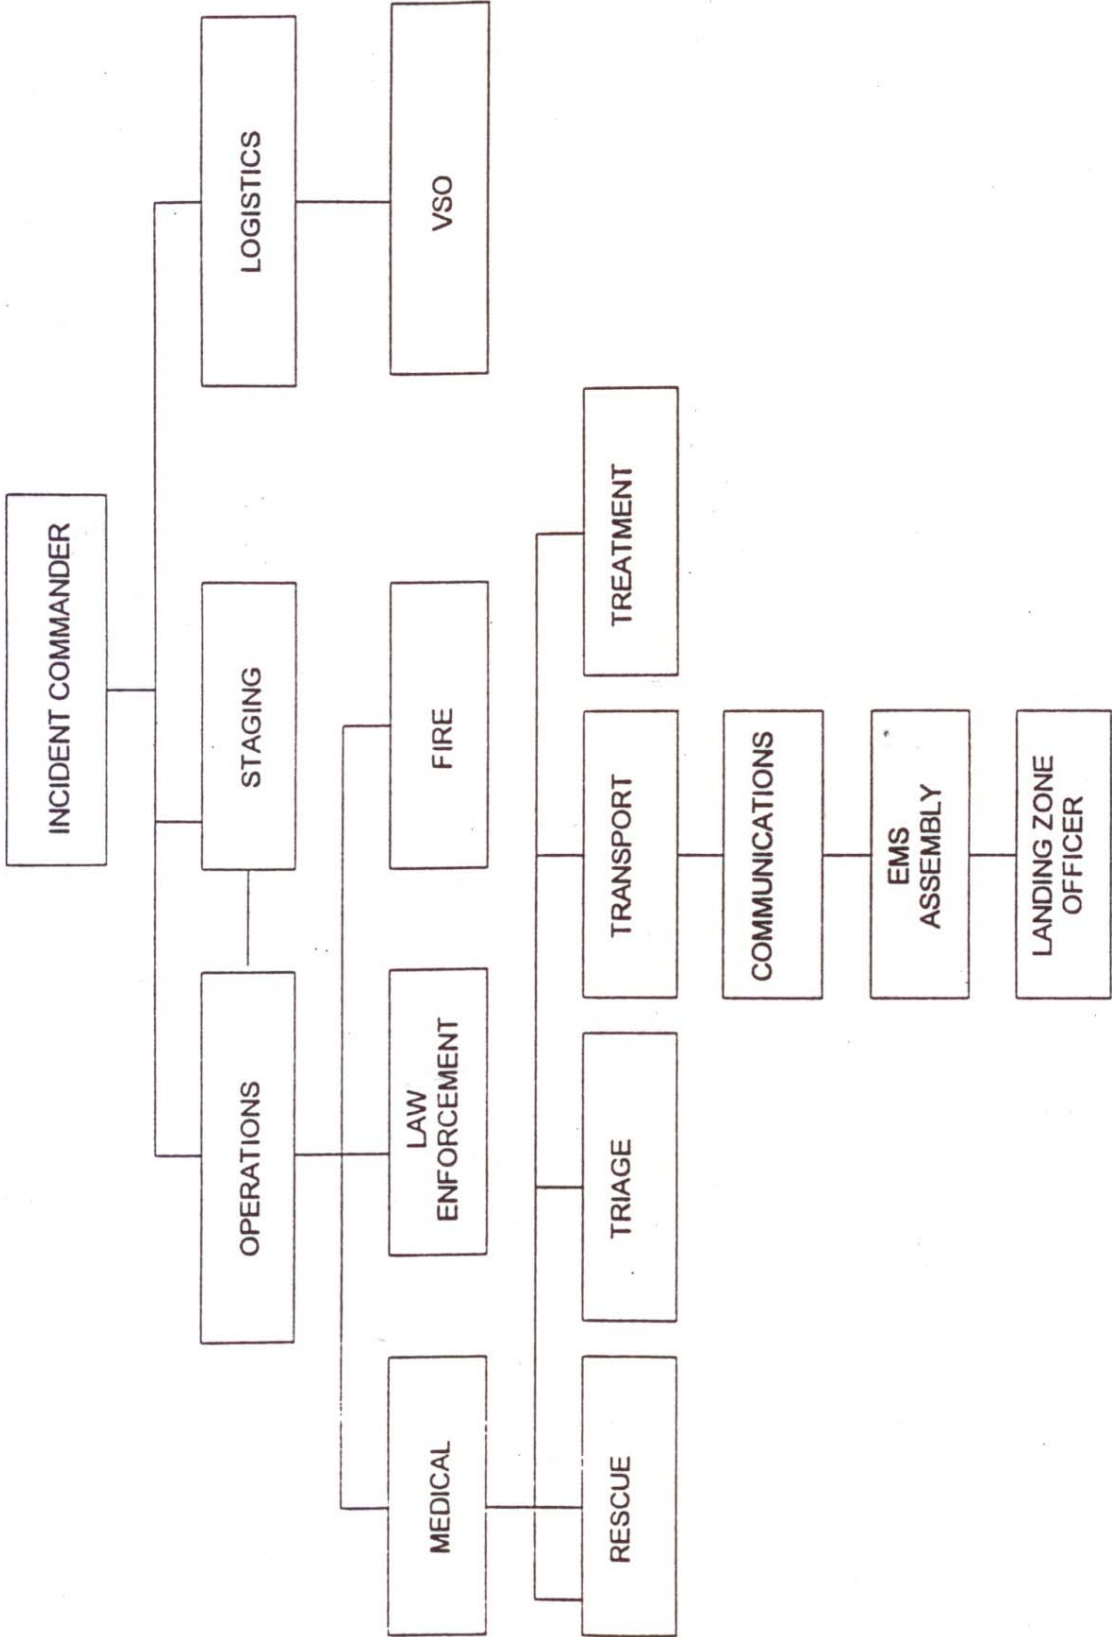 INCIDENT COMMANDER
OPERATIONS
STAGING
LOGISTICS
MEDICAL
LAW
ENFORCEMENT
FIRE
VSO
RESCUE
TRIAGE
TRANSPORT
TREATMENT
COMMUNICATIONS
EMS
ASSEMBLY
LANDING ZONE
OFFICER